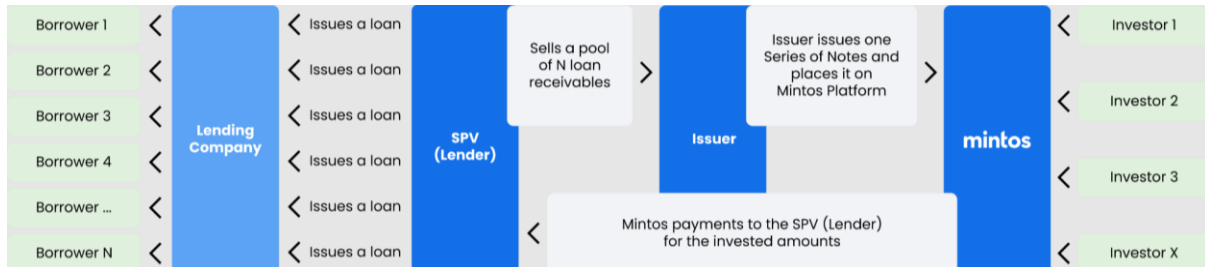 Borrower 1
Borrower 2
Borrower 3
Borrower 4
Borrower ...
Borrower N
Lending
Company
Issues a loan
Issues a loan
Issues a loan
Issues a loan
Issues a loan
Issues a loan
SPV
(Lender)
Sells a pool
of N loan
receivables
Issuer
Issuer issues one
Series of Notes and
places it on
Mintos Platform
mintos
Mintos payments to the SPV (Lender)
for the invested amounts
Investor 1
Investor 2
Investor 3
Investor X